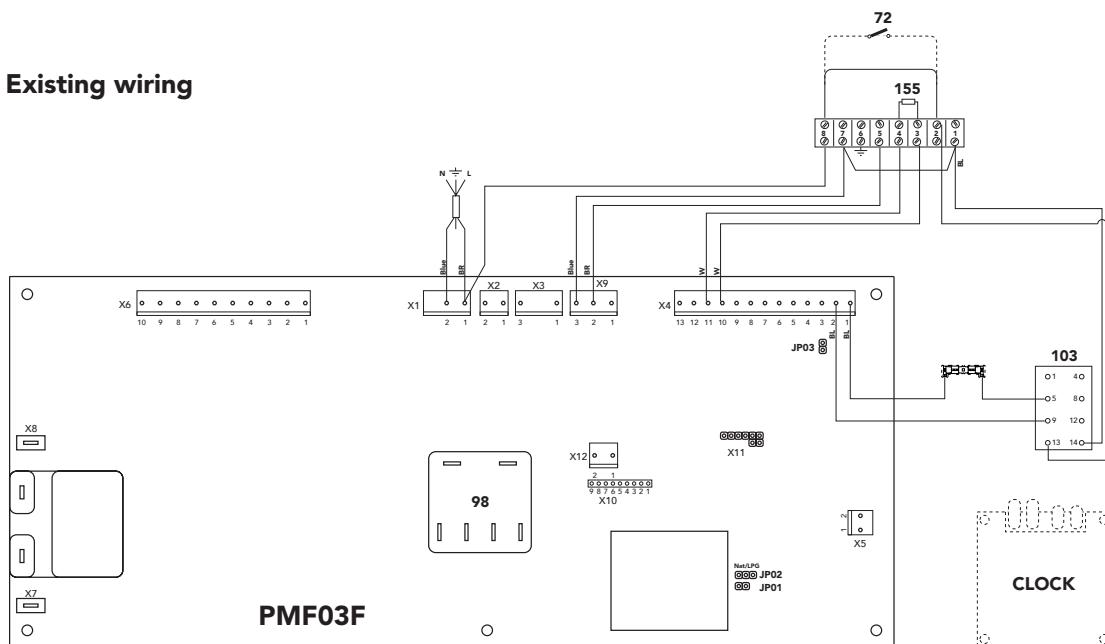 72
Existing wiring
155
8 7 6 5 4 3 2 1
BL
N L
Blue BR
Blue BR
W W
X6
10 9 8 7 6 5 4 3 2 1
X1
2 1
X2
2 1
X3
3 1
X9
3 2 1
X4
13 12 11 10 9 8 7 6 5 4 3 2 1
BL BL
JP03
103
1 4
5 8
9 12
13 14
X8
X12
2 1
9 8 7 6 5 4 3 2 1
X10
X11
98
2
1
X5
Nat/LPG
JP02
JP01
X7
PMF03F
CLOCK